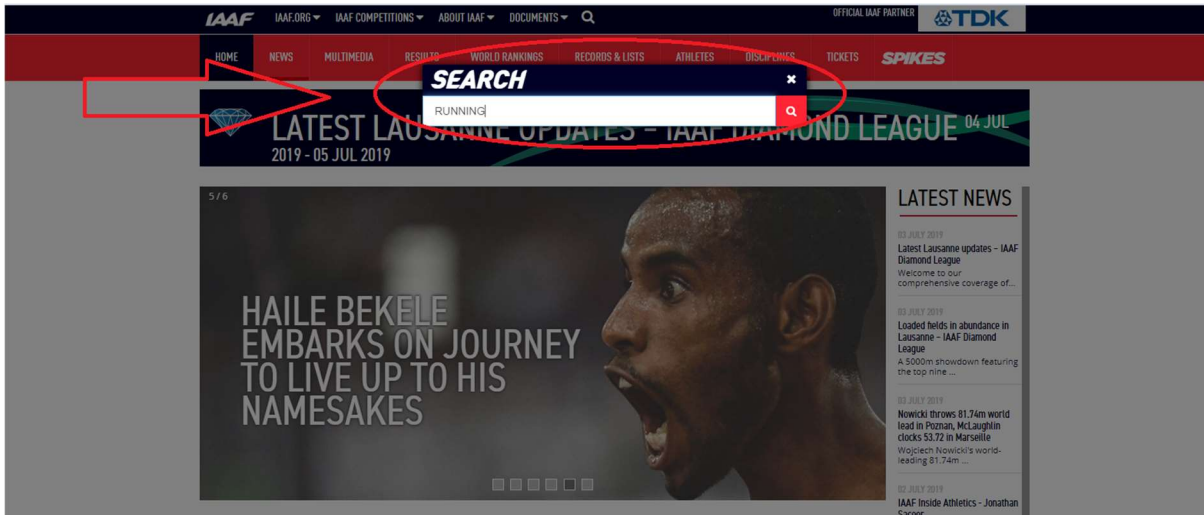 IAAF
IAAF.ORG
IAAF COMPETITIONS
ABOUT IAAF
DOCUMENTS
OFFICIAL IAAF PARTNER
TDK
HOME
NEWS
MULTIMEDIA
RESULTS
WORLD RANKINGS
RECORDS & LISTS
ATHLETES
DISCIPLINES
TICKETS
SPIKES
SEARCH
RUNNING
LATEST LAUSANNE UPDATES – IAAF DIAMOND LEAGUE 04 JUL
2019 - 05 JUL 2019
5 / 6
HAILE BEKELE
EMBARKS ON JOURNEY
TO LIVE UP TO HIS
NAMESAKES
LATEST NEWS
03 JULY 2019
Latest Lausanne updates – IAAF
Diamond League
Welcome to our
comprehensive coverage of...
03 JULY 2019
Loaded fields in abundance in
Lausanne – IAAF Diamond
League
A 5000m showdown featuring
the top nine ...
03 JULY 2019
Nowicki throws 81.74m world
lead in Poznan, McLaughlin
clocks 53.72 in Marseille
Wojciech Nowicki's world-
leading 81.74m ...
02 JULY 2019
IAAF Inside Athletics - Jonathan